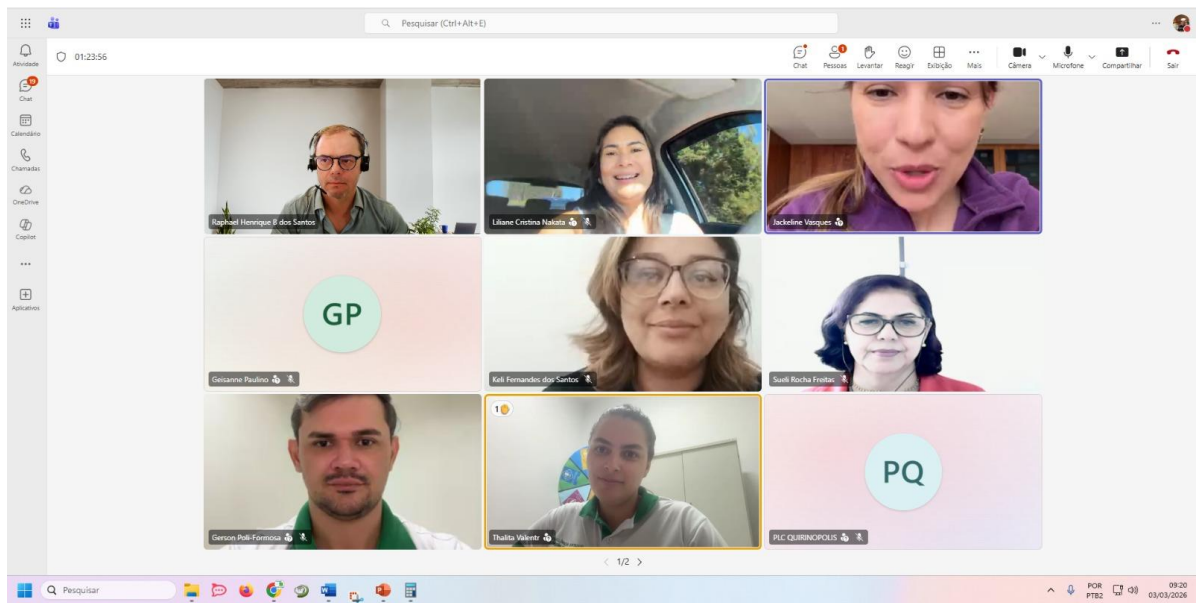 Pesquisar (Ctrl+Alt+E)
Atividade
19
Chat
Calendário
Chamadas
OneDrive
Copilot
Aplicativos
01:23:56
Chat
1
Pessoas
Levantar
Reagir
Exibição
Mais
Câmera
Microfone
Compartilhar
Sair
Raphael Henrique B dos Santos
Liliane Cristina Nakata
Jackeline Vasques
GP
Geisanne Paulino
Keli Fernandes dos Santos
Sueli Rocha Freitas
Gerson Poli-Formosa
1
Thalita Valentr
PQ
PLC QUIRINOPOLIS
1/2
Pesquisar
POR
PTB2
09:20
03/03/2026